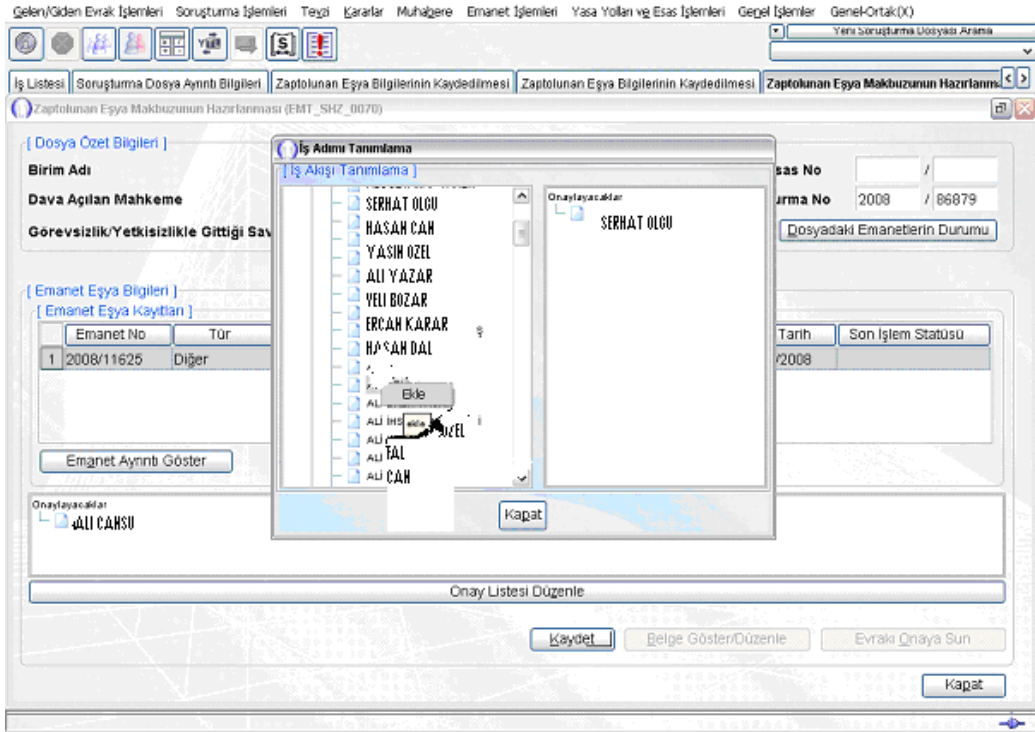 Gelen/Giden Evrak İşlemleri Soruşturma İşlemleri Tevzi Kararlar Muhabere Emanet İşlemleri Yasa Yolları ve Esas İşlemleri Genel İşlemler Genel-Ortak(X)
Yeni Soruşturma Dosyası Arama
İş Listesi Soruşturma Dosya Ayrıntı Bilgileri Zaptolunan Eşya Bilgilerinin Kaydedilmesi Zaptolunan Eşya Bilgilerinin Kaydedilmesi Zaptolunan Eşya Makbuzunun Hazırlanm
Zaptolunan Eşya Makbuzunun Hazırlanması (EMT_SHZ_0070)
[ Dosya Özet Bilgileri ]
Birim Adı
sas No /
Dava Açılan Mahkeme
urma No 2008 / 86879
Görevsizlik/Yetkisizlikle Gittiği Sav
Dosyadaki Emanetlerin Durumu
İş Adımı Tanımlama
[ İş Akışı Tanımlama ]
SERHAT OLGU
HASAN CAN
YASIN OZEL
ALI YAZAR
VELI BOZAR
ERCAN KARAR
HASAN DAL
Ekle
ekle
OZEL
ALİ
TAL
ALİ CAN
Onaylayacaklar
SERHAT OLGU
Kapat
[ Emanet Eşya Bilgileri ]
[ Emanet Eşya Kayıtları ]
Emanet No Tür Tarih Son İşlem Statüsü
1 2008/11625 Diğer /2008
Emanet Ayrıntı Göster
Onaylayacaklar
ALI CANSU
Onay Listesi Düzenle
Kaydet Belge Göster/Düzenle Evrakı Onaya Sun
Kapat